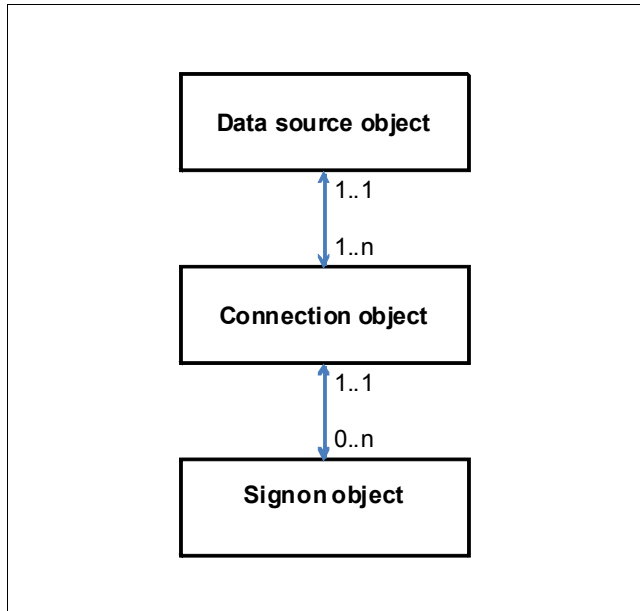 Data source object
1..1
1..n
Connection object
1..1
0..n
Signon object